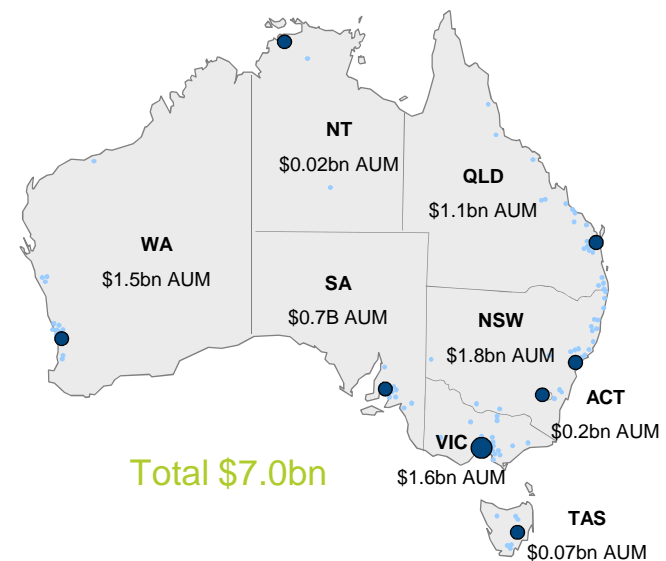 NT
$0.02bn AUM
QLD
$1.1bn AUM
WA
$1.5bn AUM
SA
$0.7B AUM
NSW
$1.8bn AUM
ACT
$0.2bn AUM
VIC
$1.6bn AUM
Total $7.0bn
TAS
$0.07bn AUM